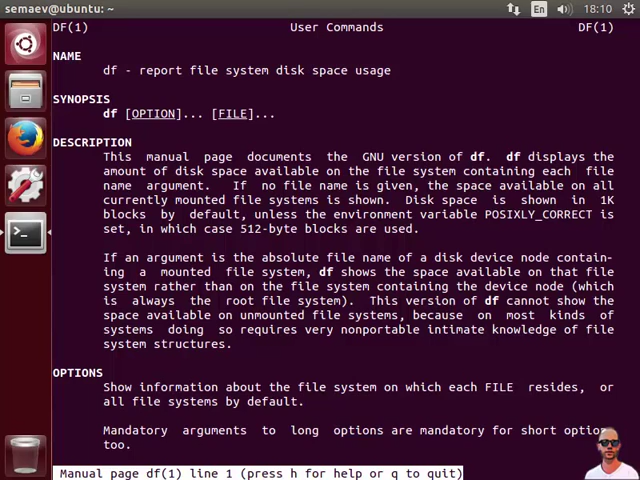 semaev@ubuntu: ~
En
18:10
DF(1) User Commands DF(1)
NAME
df - report file system disk space usage
SYNOPSIS
df [OPTION]... [FILE]...
DESCRIPTION
This manual page documents the GNU version of df. df displays the
amount of disk space available on the file system containing each file
name argument. If no file name is given, the space available on all
currently mounted file systems is shown. Disk space is shown in 1K
blocks by default, unless the environment variable POSIXLY_CORRECT is
set, in which case 512-byte blocks are used.
If an argument is the absolute file name of a disk device node contain-
ing a mounted file system, df shows the space available on that file
system rather than on the file system containing the device node (which
is always the root file system). This version of df cannot show the
space available on unmounted file systems, because on most kinds of
systems doing so requires very nonportable intimate knowledge of file
system structures.
OPTIONS
Show information about the file system on which each FILE resides, or
all file systems by default.
Mandatory arguments to long options are mandatory for short option
too.
Manual page df(1) line 1 (press h for help or q to quit)